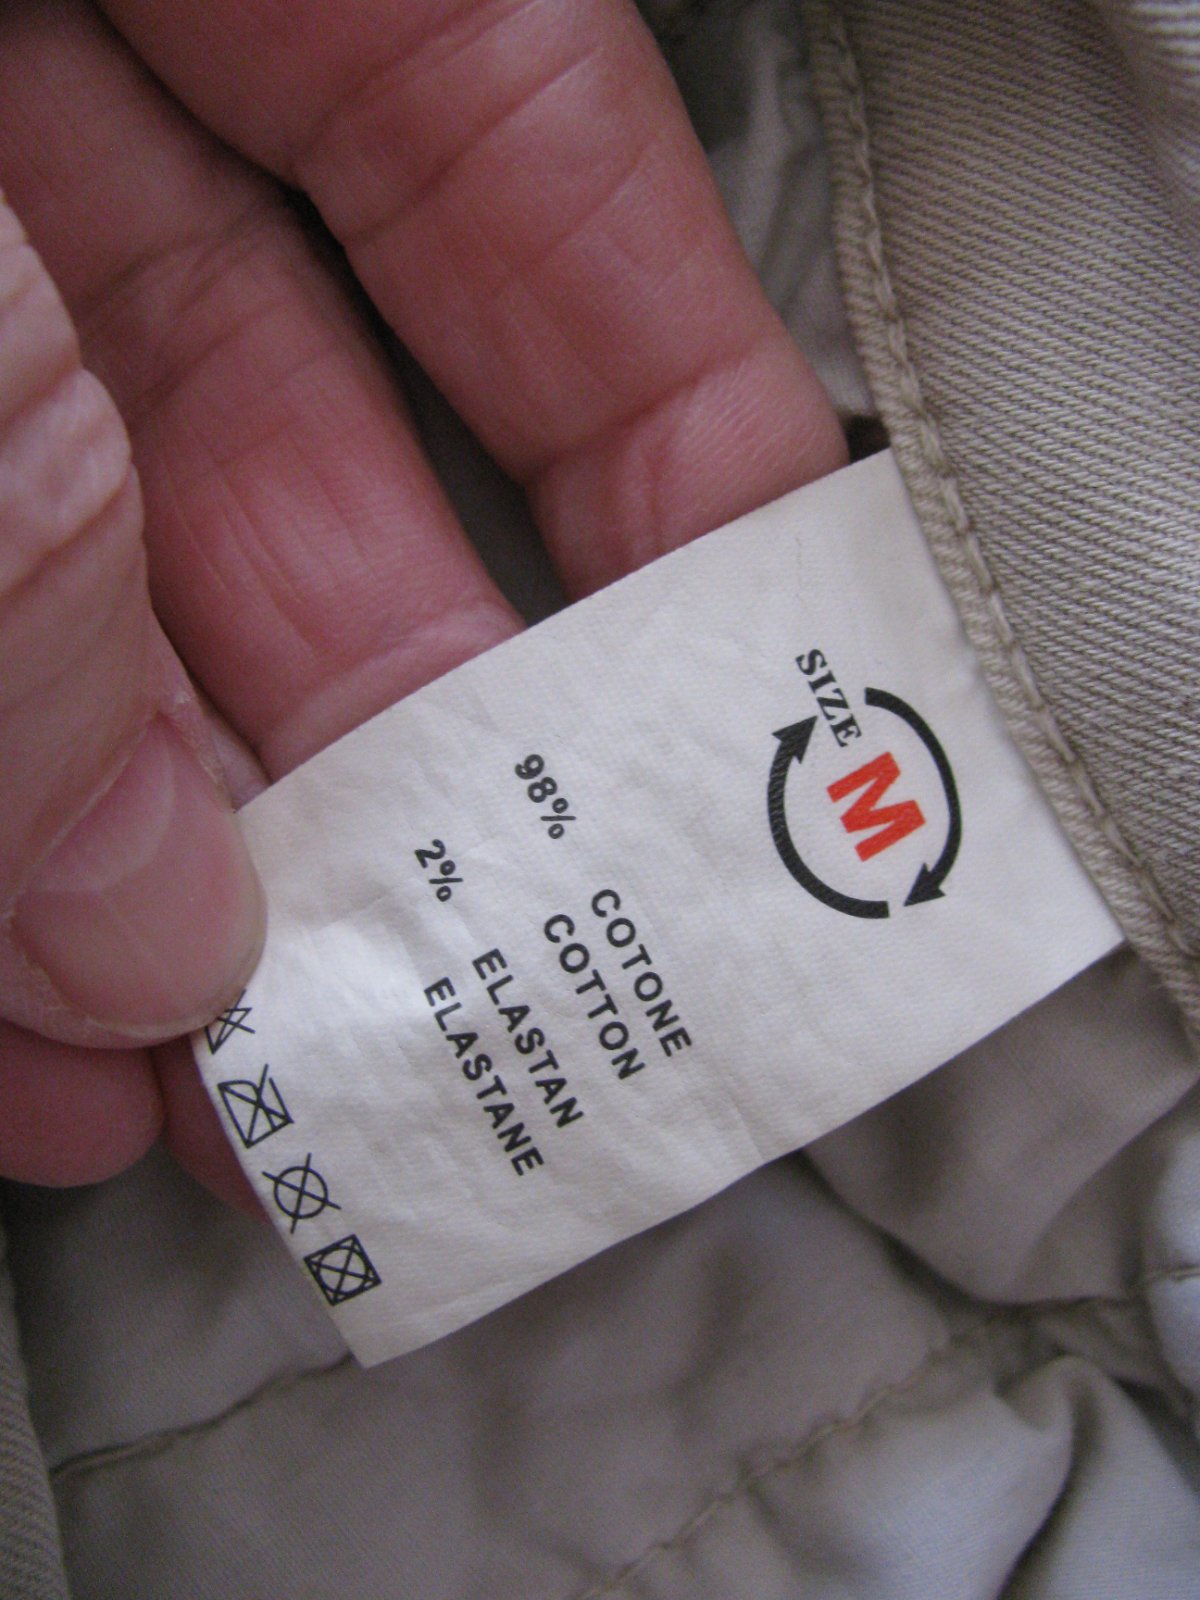 SIZE
M
98% COTONE
COTTON
2% ELASTAN
ELASTANE